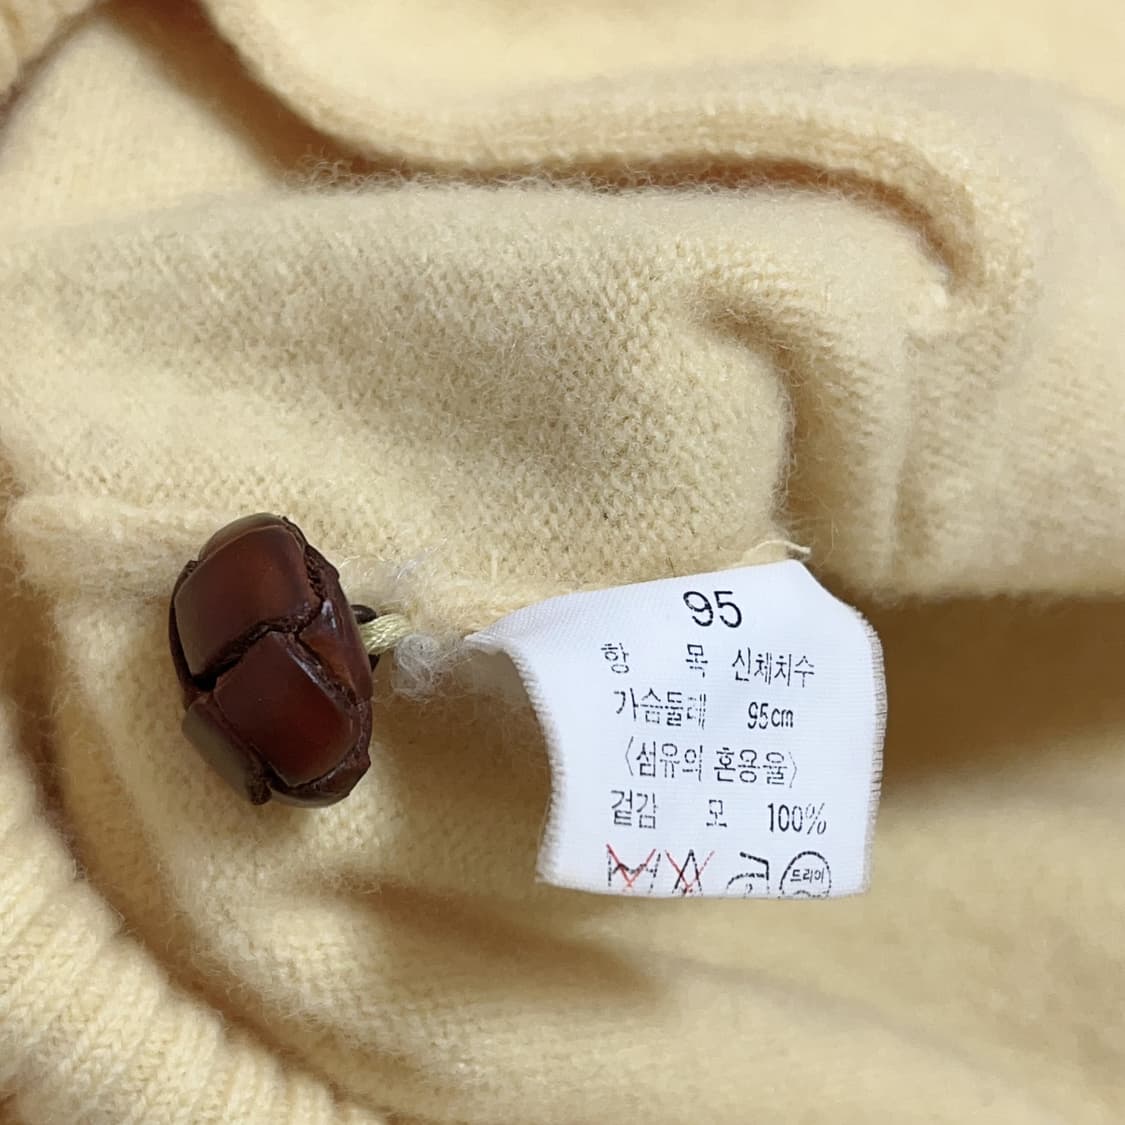 95
항 목 신체치수
가슴둘레 95cm
〈섬유의 혼용율〉
겉감 모 100%
드라이